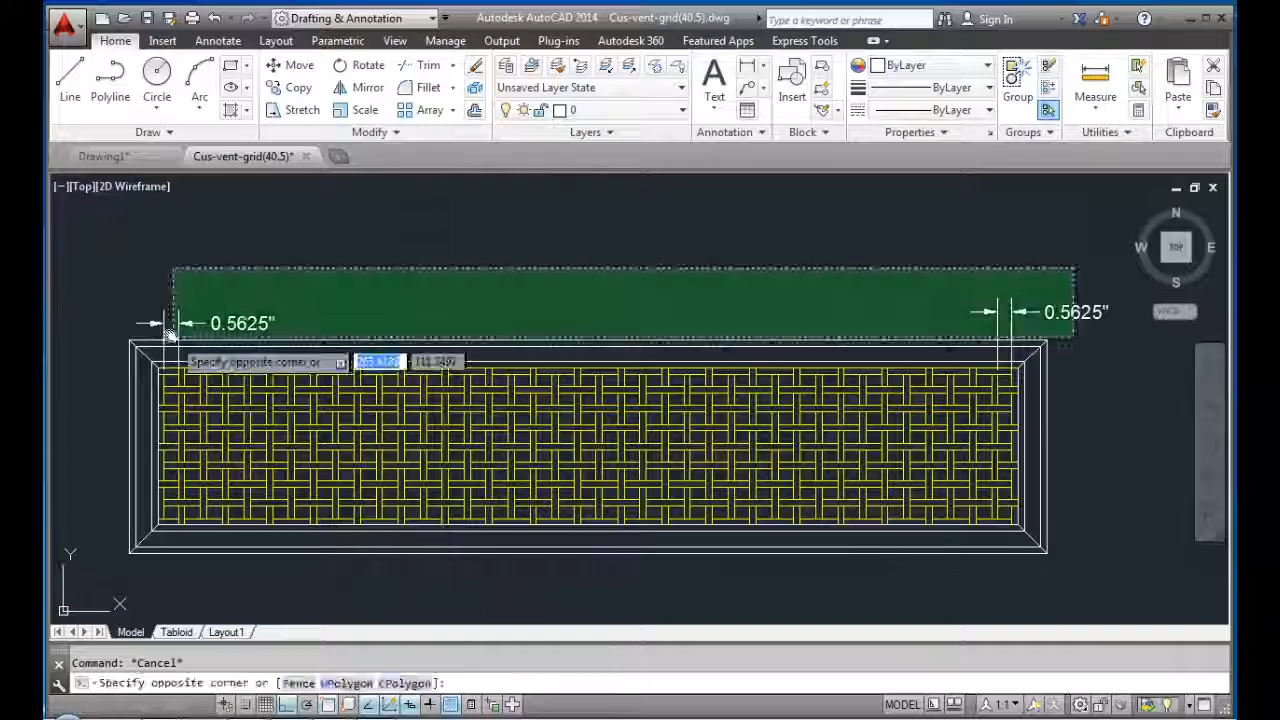 Drafting & Annotation
Autodesk AutoCAD 2014 Cus-vent-grid(40.5).dwg
Type a keyword or phrase
Sign In
Home Insert Annotate Layout Parametric View Manage Output Plug-ins Autodesk 360 Featured Apps Express Tools
Line Polyline Circle Arc
Move Rotate Trim
Copy Mirror Fillet
Stretch Scale Array
Unsaved Layer State
0
Text
Insert
ByLayer
ByLayer
ByLayer
Group
Measure
Paste
Draw Modify Layers Annotation Block Properties Groups Utilities Clipboard
Drawing1* Cus-vent-grid(40.5)*
[−][Top][2D Wireframe]
N
W TOP E
S
0.5625" 0.5625"
Specify opposite corner or
Y
X
Model Tabloid Layout1
Command: *Cancel*
Specify opposite corner or [Fence WPolygon CPolygon]:
MODEL 1:1